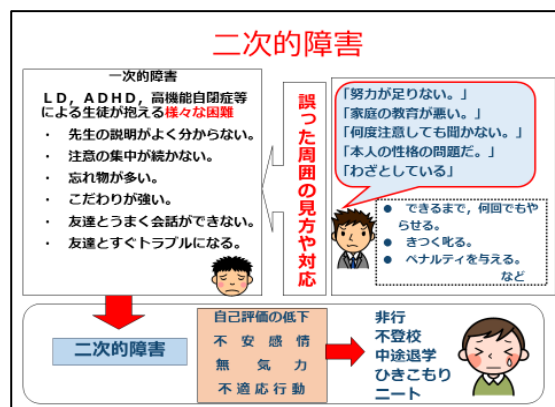 二次的障害
一次的障害
ＬＤ，ＡＤＨＤ，高機能自閉症等
による生徒が抱える様々な困難
・ 先生の説明がよく分からない。
・ 注意の集中が続かない。
・ 忘れ物が多い。
・ こだわりが強い。
・ 友達とうまく会話ができない。
・ 友達とすぐトラブルになる。
誤った周囲の見方や対応
「努力が足りない。」
「家庭の教育が悪い。」
「何度注意しても聞かない。」
「本人の性格の問題だ。」
「わざとしている」
● できるまで，何回でもや
らせる。
● きつく叱る。
● ペナルティを与える。
など
二次的障害
自己評価の低下
不安感情
無気力
不適応行動
非行
不登校
中途退学
ひきこもり
ニート